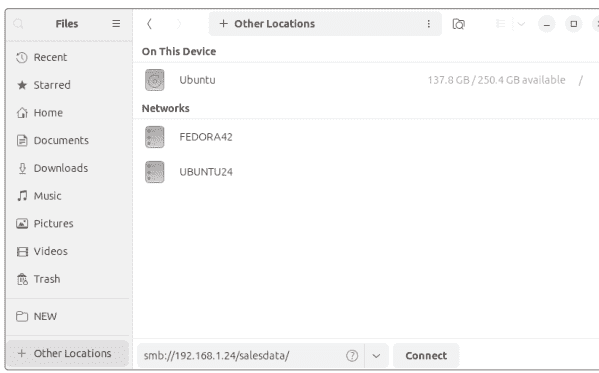 Files
Other Locations
Recent
Starred
Home
Documents
Downloads
Music
Pictures
Videos
Trash
NEW
+ Other Locations
On This Device
Ubuntu 137.8 GB / 250.4 GB available /
Networks
FEDORA42
UBUNTU24
smb://192.168.1.24/salesdata/ ? Connect